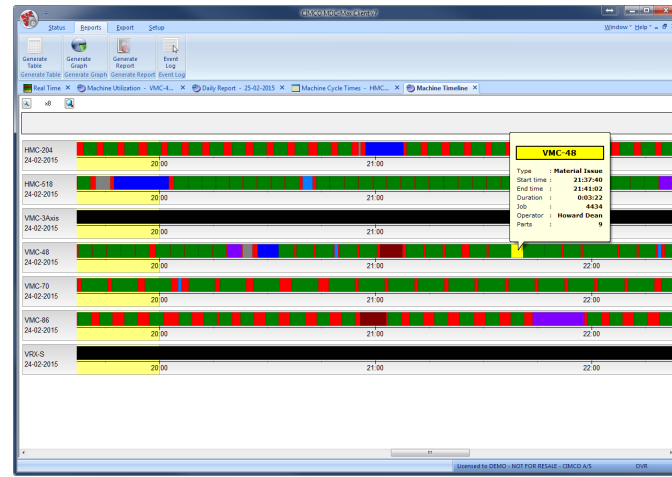 CIMCO MDC-Max Client v7
Status Reports Export Setup
Window Help
Generate Table
Generate Graph
Generate Report
Event Log
Generate Table Generate Graph Generate Report Event Log
Real Time Machine Utilization - VMC-4... Daily Report - 25-02-2015 Machine Cycle Times - HMC... Machine Timeline
x8
HMC-204
24-02-2015
20:00 21:00
HMC-518
24-02-2015
20:00 21:00
VMC-3Axis
24-02-2015
20:00 21:00
VMC-48
24-02-2015
20:00 21:00 22:00
VMC-70
24-02-2015
20:00 21:00 22:00
VMC-86
24-02-2015
20:00 21:00 22:00
VRX-S
24-02-2015
20:00 21:00 22:00
VMC-48
Type : Material Issue
Start time : 21:37:40
End time : 21:41:02
Duration : 0:03:22
Job : 4434
Operator : Howard Dean
Parts : 9
Licensed to DEMO - NOT FOR RESALE - CIMCO A/S OVR